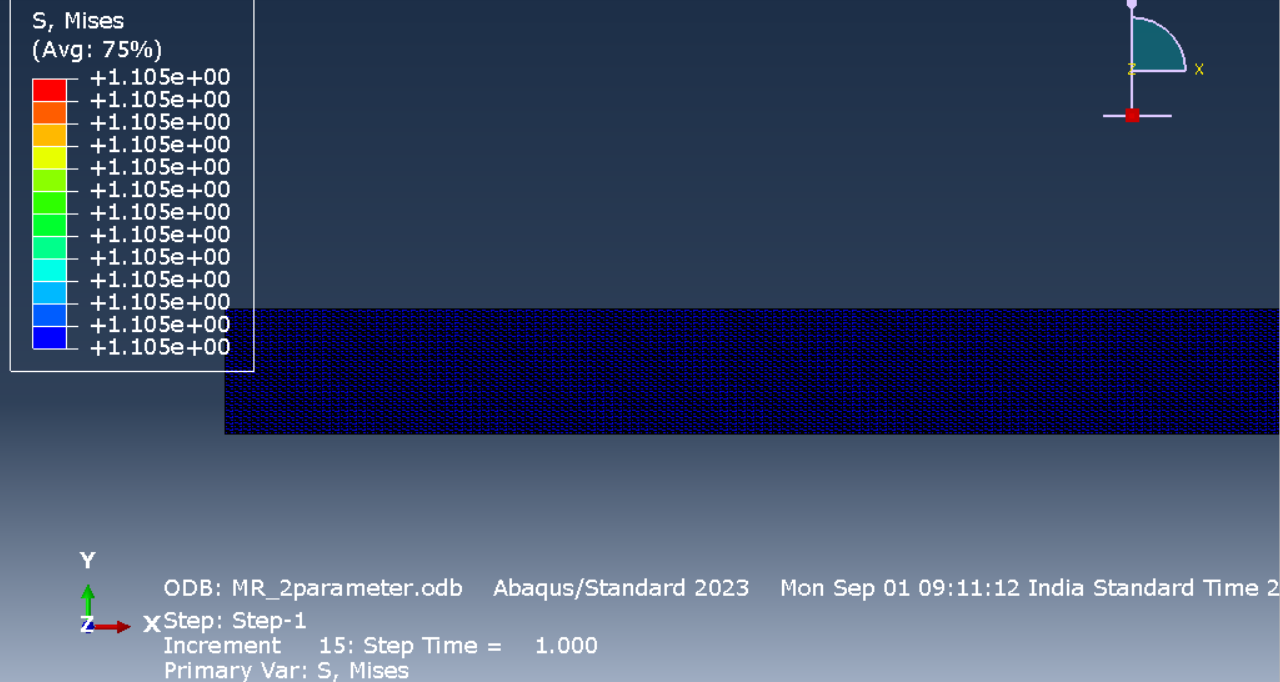 S, Mises
(Avg: 75%)
+1.105e+00
+1.105e+00
+1.105e+00
+1.105e+00
+1.105e+00
+1.105e+00
+1.105e+00
+1.105e+00
+1.105e+00
+1.105e+00
+1.105e+00
+1.105e+00
+1.105e+00
Z X
Y
Z X
ODB: MR_2parameter.odb Abaqus/Standard 2023 Mon Sep 01 09:11:12 India Standard Time 2
Step: Step-1
Increment 15: Step Time = 1.000
Primary Var: S, Mises